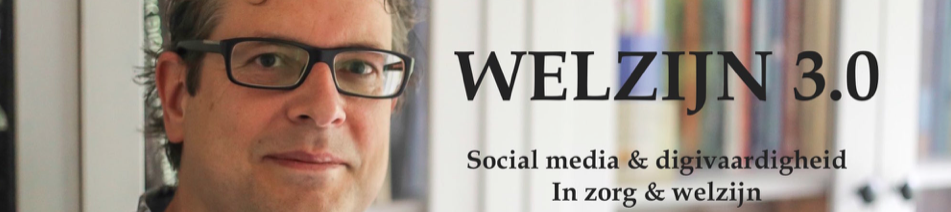 WELZIJN 3.0
Social media & digivaardigheid
In zorg & welzijn